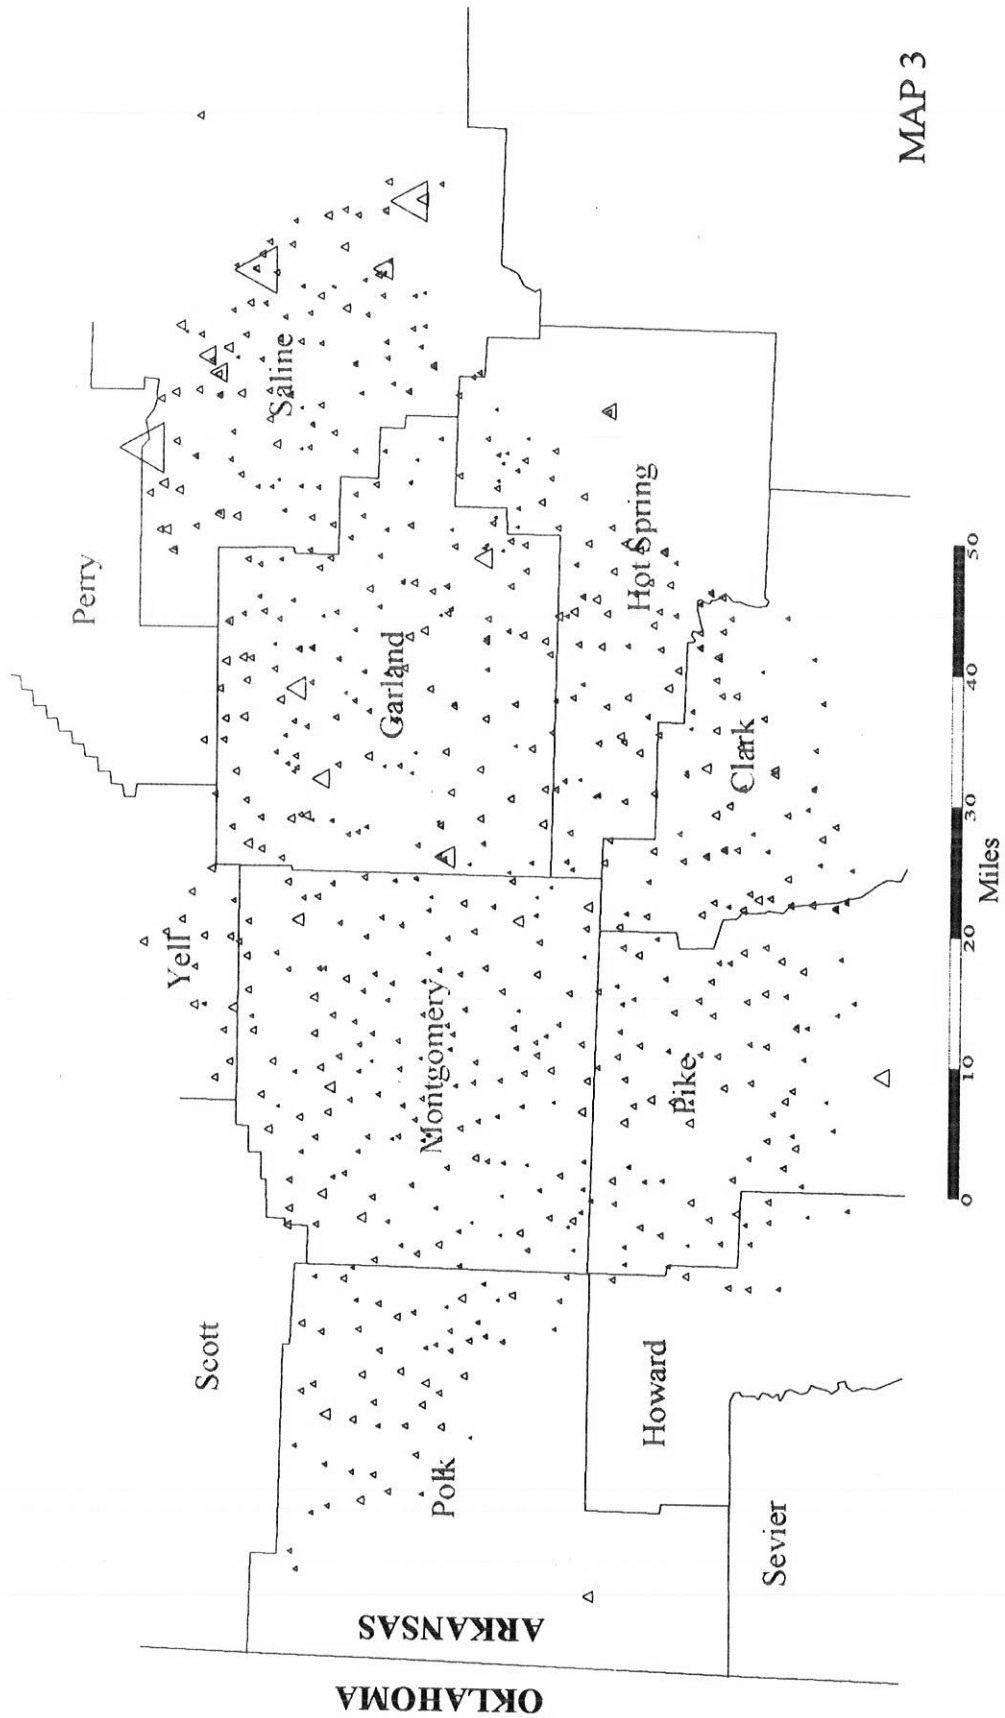 Perry
Yell
Scott
Saline
Garland
Montgomery
Polk
Hot Spring
Clark
Pike
Howard
Sevier
ARKANSAS
OKLAHOMA
0 10 20 30 40 50
Miles
MAP 3